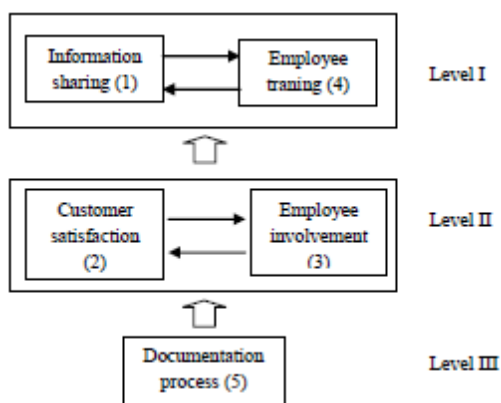 Information
sharing (1)
Employee
traning (4)
Level I
Customer
satisfaction
(2)
Employee
involvement
(3)
Level II
Documentation
process (5)
Level III